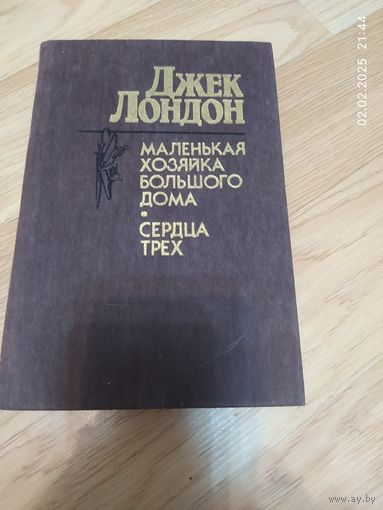 02.02.2025 21:44
ДЖЕК
ЛОНДОН
МАЛЕНЬКАЯ
ХОЗЯЙКА
БОЛЬШОГО
ДОМА
•
СЕРДЦА
ТРЕХ
www.ay.by